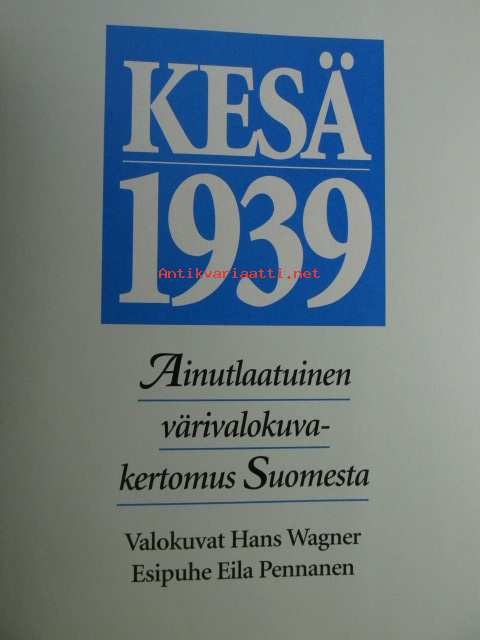 KESÄ
1939
Antikvariaatti.net
Ainutlaatuinen
värivalokuva-
kertomus Suomesta
Valokuvat Hans Wagner
Esipuhe Eila Pennanen